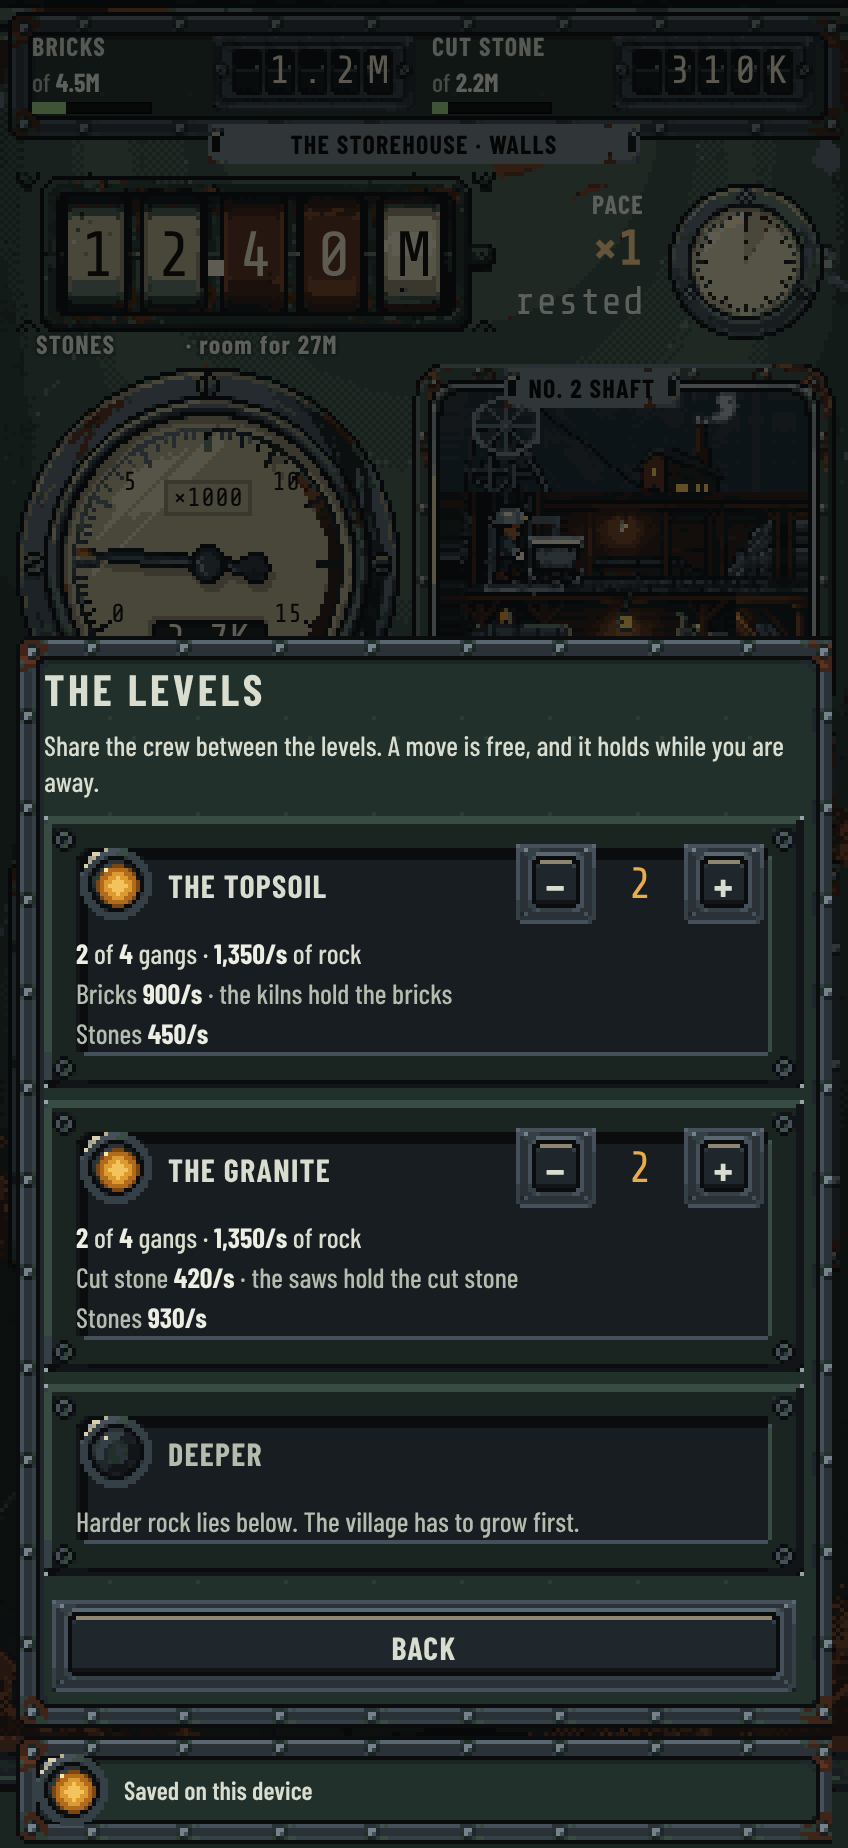 BRICKS
of 4.5M
1.2M
CUT STONE
of 2.2M
310K
THE STOREHOUSE · WALLS
12.40M
PACE
×1
rested
STONES · room for 27M
NO. 2 SHAFT
5
10
×1000
0
15
THE LEVELS
Share the crew between the levels. A move is free, and it holds while you are
away.
THE TOPSOIL
– 2 +
2 of 4 gangs · 1,350/s of rock
Bricks 900/s · the kilns hold the bricks
Stones 450/s
THE GRANITE
– 2 +
2 of 4 gangs · 1,350/s of rock
Cut stone 420/s · the saws hold the cut stone
Stones 930/s
DEEPER
Harder rock lies below. The village has to grow first.
BACK
Saved on this device